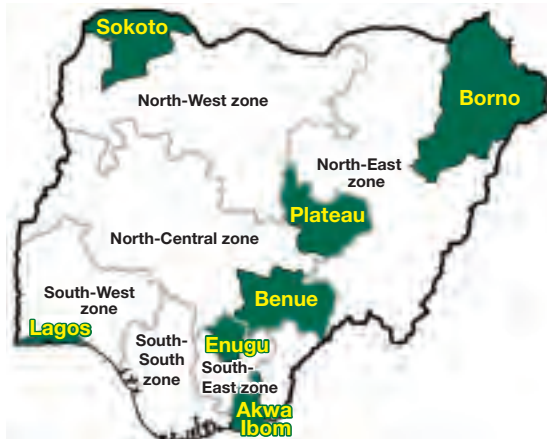 Sokoto
North-West zone
Borno
North-East
zone
Plateau
North-Central zone
Benue
South-West
zone
Lagos
South-
South
zone
Enugu
South-
East zone
Akwa
Ibom